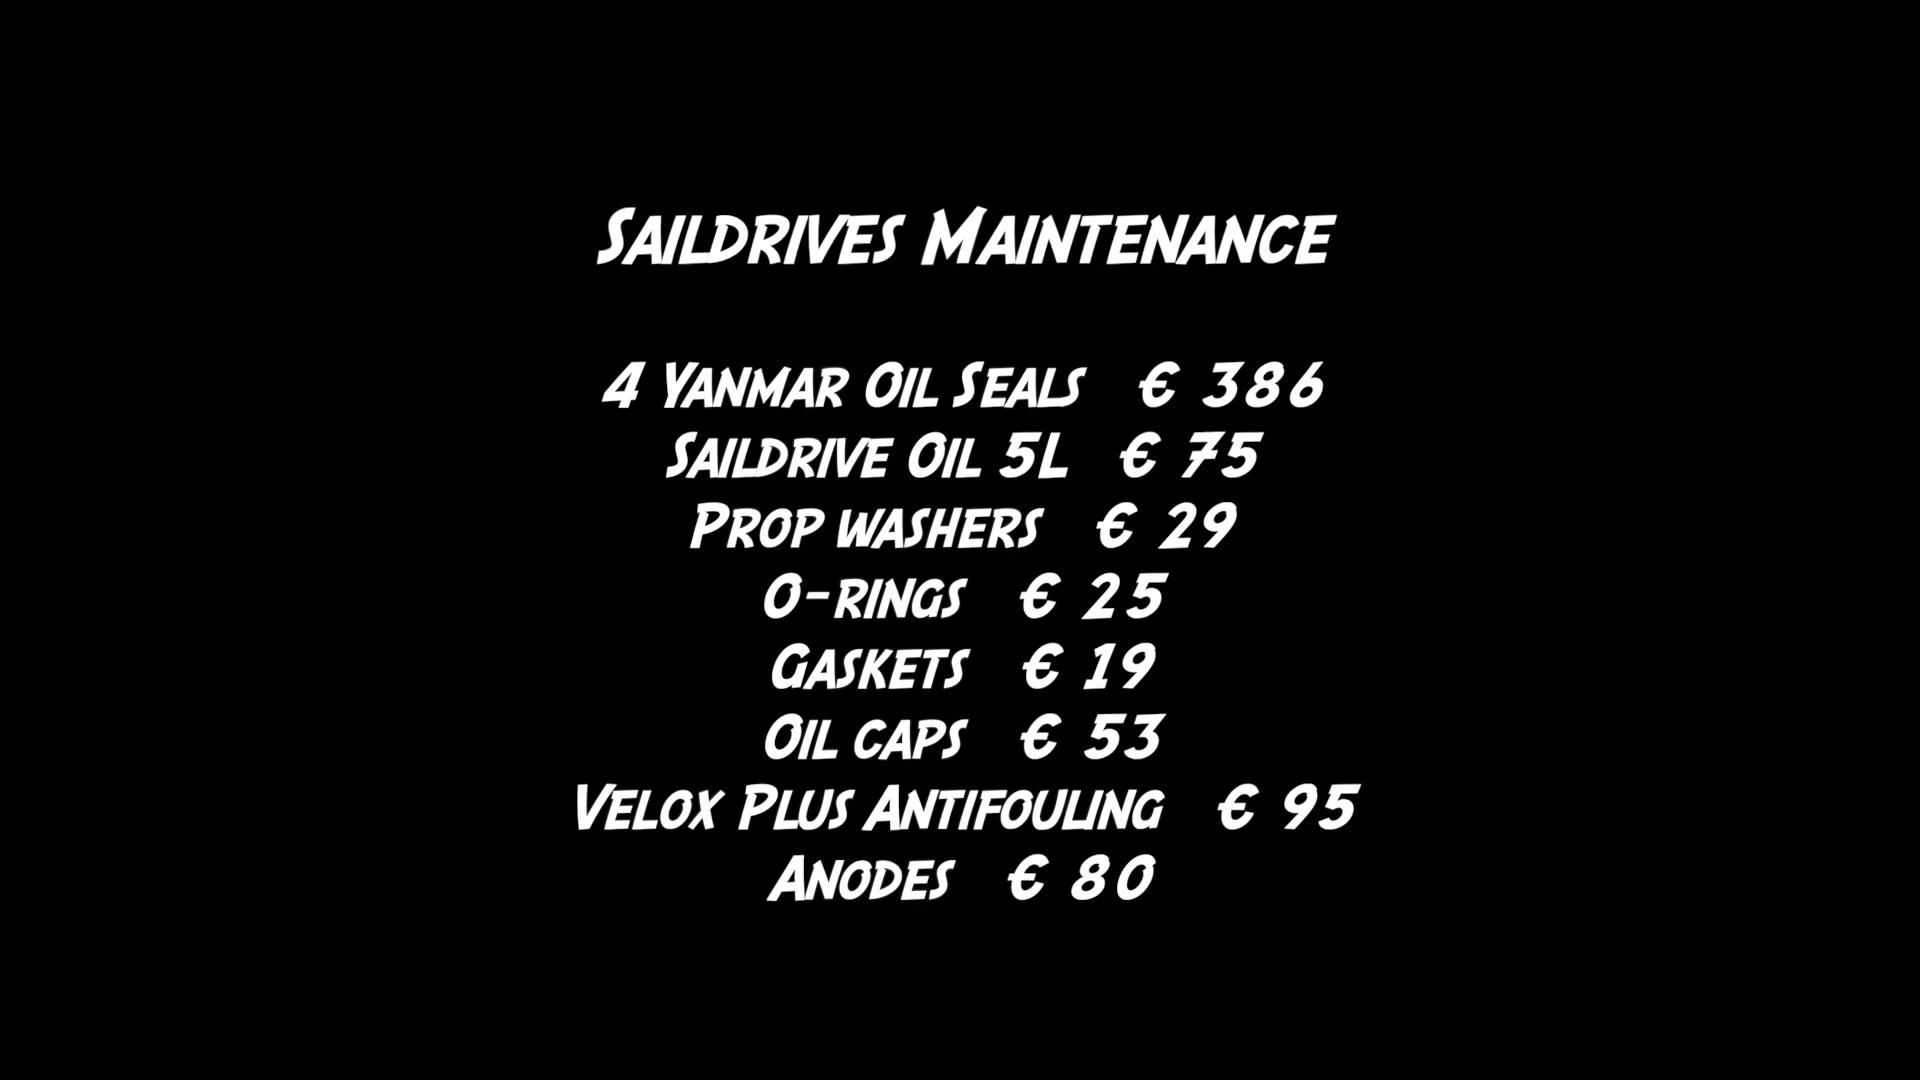 Saildrives Maintenance
4 Yanmar Oil Seals € 386
Saildrive Oil 5L € 75
Prop washers € 29
O-rings € 25
Gaskets € 19
Oil caps € 53
Velox Plus Antifouling € 95
Anodes € 80